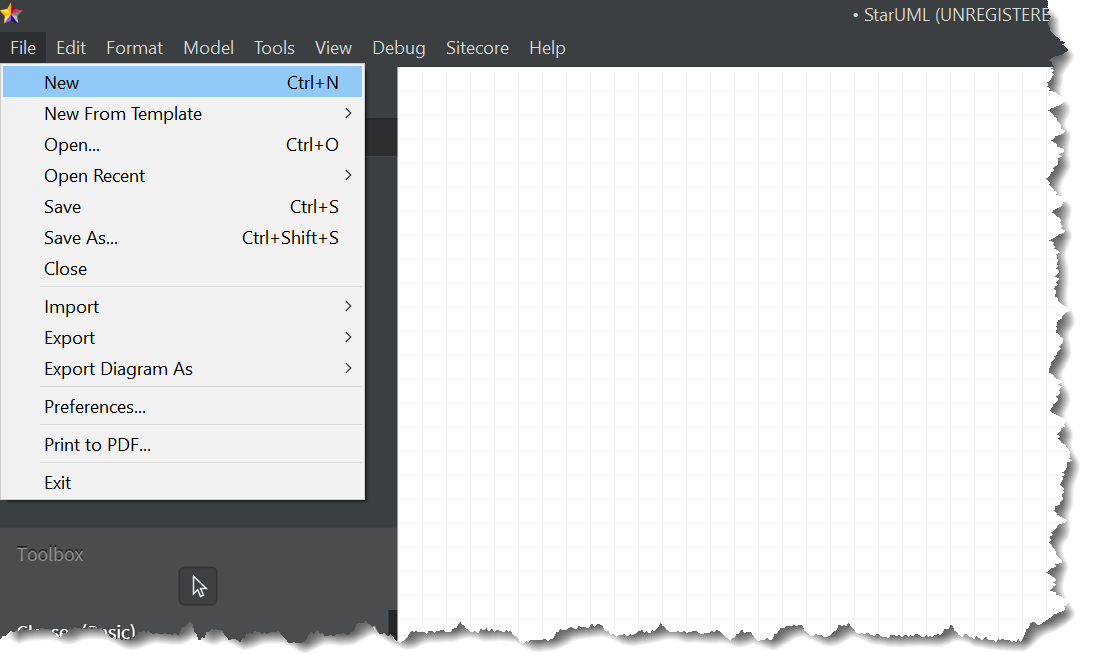 • StarUML (UNREGISTERE
File Edit Format Model Tools View Debug Sitecore Help
New Ctrl+N
New From Template
Open... Ctrl+O
Open Recent
Save Ctrl+S
Save As... Ctrl+Shift+S
Close
Import
Export
Export Diagram As
Preferences...
Print to PDF...
Exit
Toolbox
(Basic)